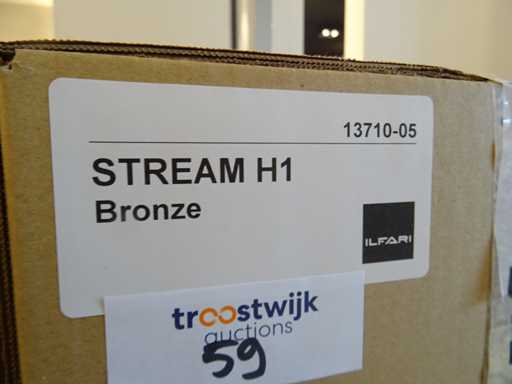 13710-05
STREAM H1
Bronze
ILFARI
troostwijk
auctions
59